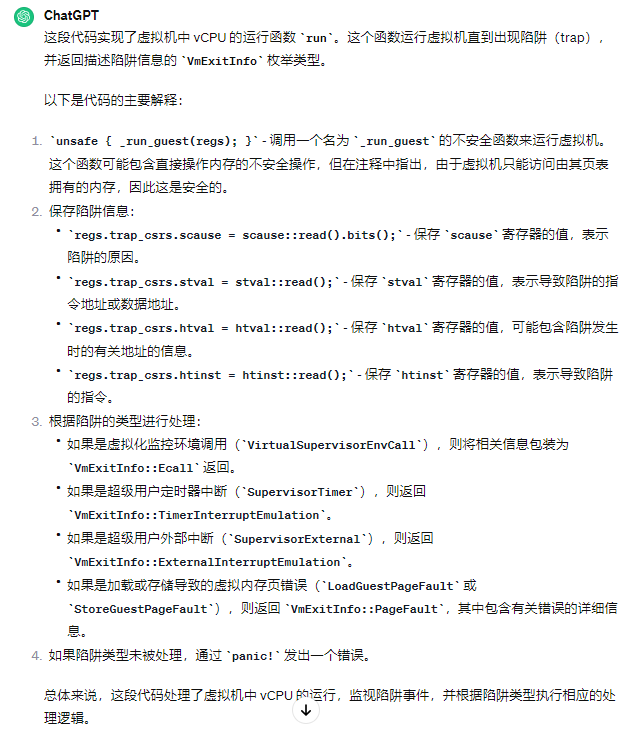 ChatGPT
这段代码实现了虚拟机中 vCPU 的运行函数 `run`。这个函数运行虚拟机直到出现陷阱（trap），
并返回描述陷阱信息的 `VmExitInfo` 枚举类型。
以下是代码的主要解释：
1. `unsafe { _run_guest(regs); }` - 调用一个名为 `_run_guest` 的不安全函数来运行虚拟机。
这个函数可能包含直接操作内存的不安全操作，但在注释中指出，由于虚拟机只能访问由其页表
拥有的内存，因此这是安全的。
2. 保存陷阱信息：
• `regs.trap_csrs.scause = scause::read().bits();` - 保存 `scause` 寄存器的值，表示
陷阱的原因。
• `regs.trap_csrs.stval = stval::read();` - 保存 `stval` 寄存器的值，表示导致陷阱的指
令地址或数据地址。
• `regs.trap_csrs.htval = htval::read();` - 保存 `htval` 寄存器的值，可能包含陷阱发生
时的有关地址的信息。
• `regs.trap_csrs.htinst = htinst::read();` - 保存 `htinst` 寄存器的值，表示导致陷阱
的指令。
3. 根据陷阱的类型进行处理：
• 如果是虚拟化监控环境调用（`VirtualSupervisorEnvCall`），则将相关信息包装为
`VmExitInfo::Ecall` 返回。
• 如果是超级用户定时器中断（`SupervisorTimer`），则返回
`VmExitInfo::TimerInterruptEmulation`。
• 如果是超级用户外部中断（`SupervisorExternal`），则返回
`VmExitInfo::ExternalInterruptEmulation`。
• 如果是加载或存储导致的虚拟内存页错误（`LoadGuestPageFault` 或
`StoreGuestPageFault`），则返回 `VmExitInfo::PageFault`，其中包含有关错误的详细信
息。
4. 如果陷阱类型未被处理，通过 `panic!` 发出一个错误。
总体来说，这段代码处理了虚拟机中 vCPU 的运行，监视陷阱事件，并根据陷阱类型执行相应的处
理逻辑。